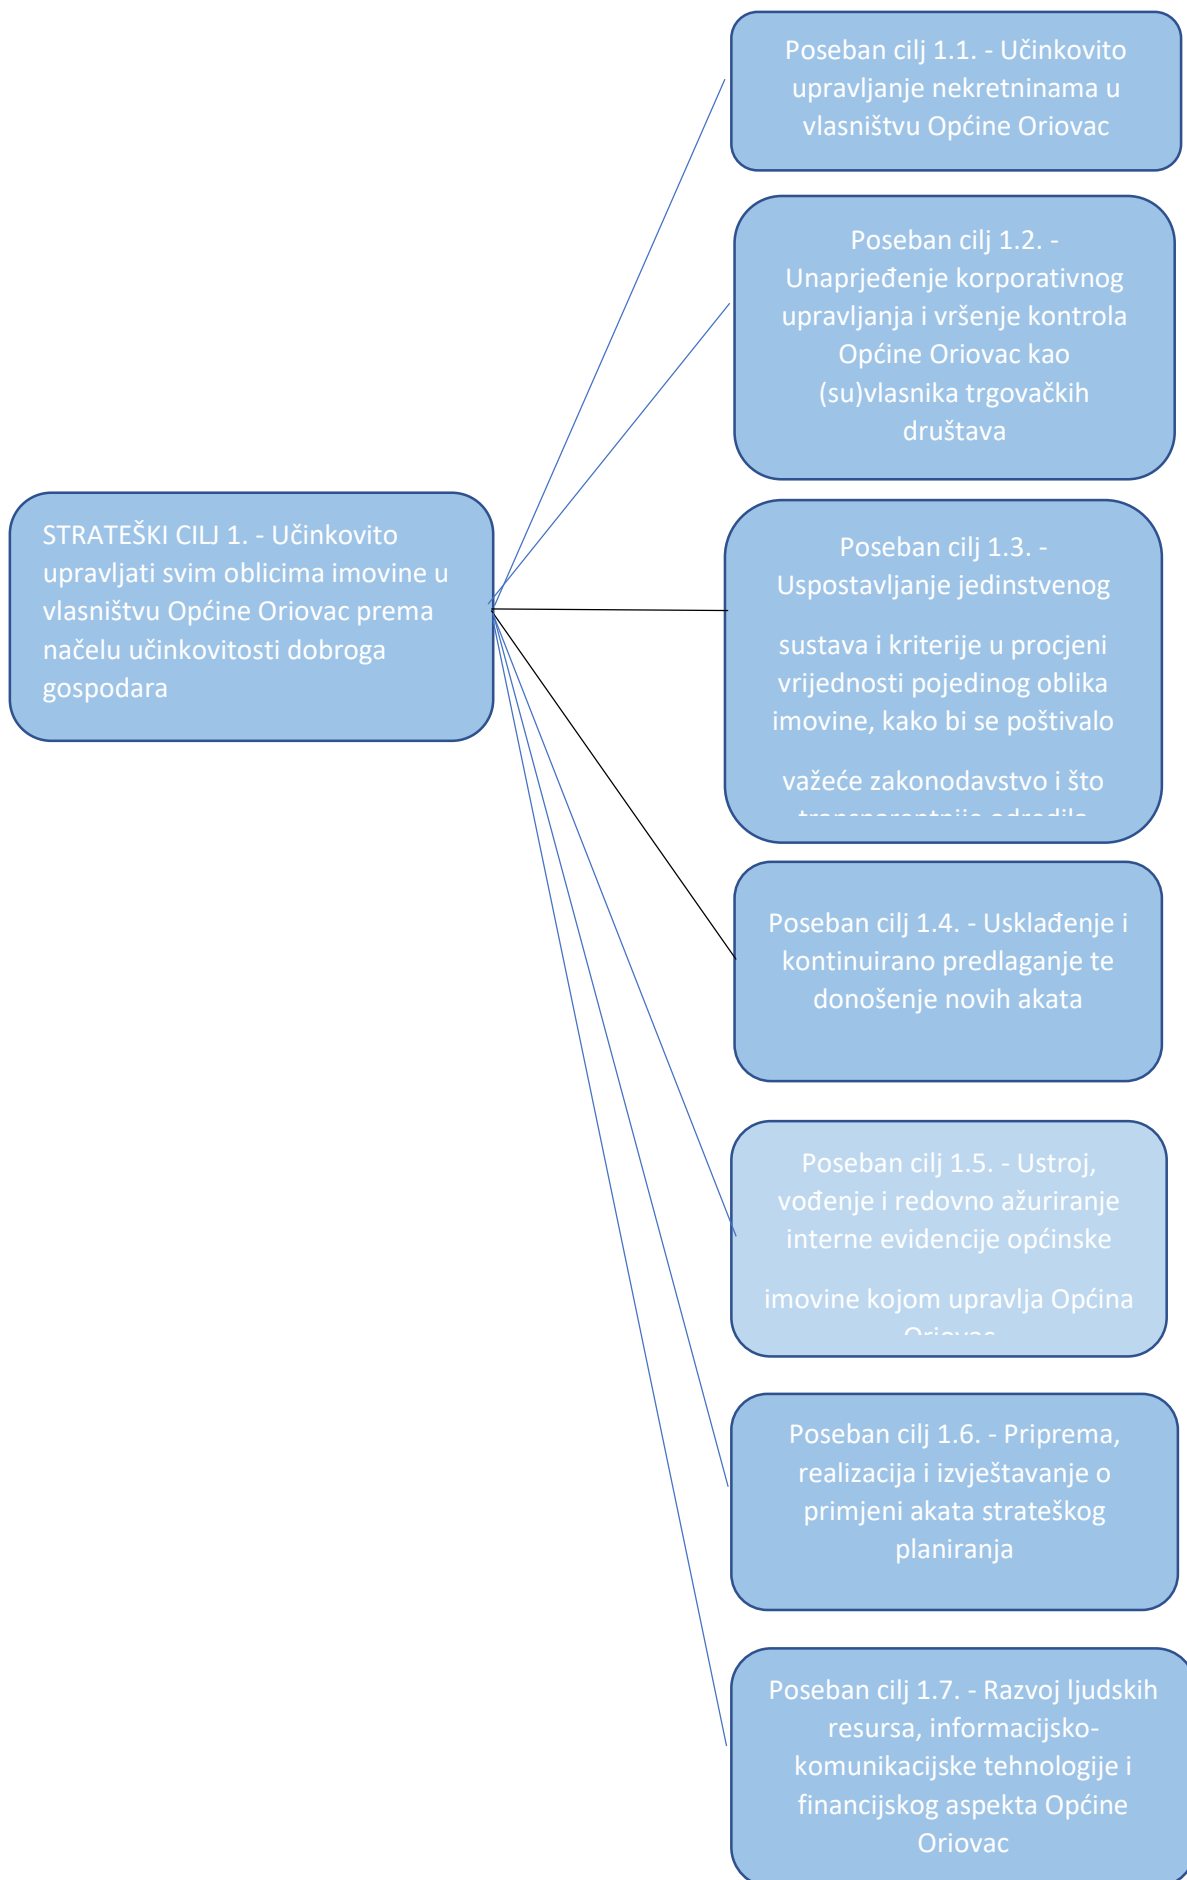 Poseban cilj 1.1. - Učinkovito
upravljanje nekretninama u
vlasništvu Općine Oriovac
Poseban cilj 1.2. -
Unaprjeđenje korporativnog
upravljanja i vršenje kontrola
Općine Oriovac kao
(su)vlasnika trgovačkih
društava
STRATEŠKI CILJ 1. - Učinkovito
upravljati svim oblicima imovine u
vlasništvu Općine Oriovac prema
načelu učinkovitosti dobroga
gospodara
Poseban cilj 1.3. -
Uspostavljanje jedinstvenog
sustava i kriterije u procjeni
vrijednosti pojedinog oblika
imovine, kako bi se poštivalo
važeće zakonodavstvo i što
transparentnije odredila
Poseban cilj 1.4. - Usklađenje i
kontinuirano predlaganje te
donošenje novih akata
Poseban cilj 1.5. - Ustroj,
vođenje i redovno ažuriranje
interne evidencije općinske
imovine kojom upravlja Općina
Oriovac
Poseban cilj 1.6. - Priprema,
realizacija i izvještavanje o
primjeni akata strateškog
planiranja
Poseban cilj 1.7. - Razvoj ljudskih
resursa, informacijsko-
komunikacijske tehnologije i
financijskog aspekta Općine
Oriovac